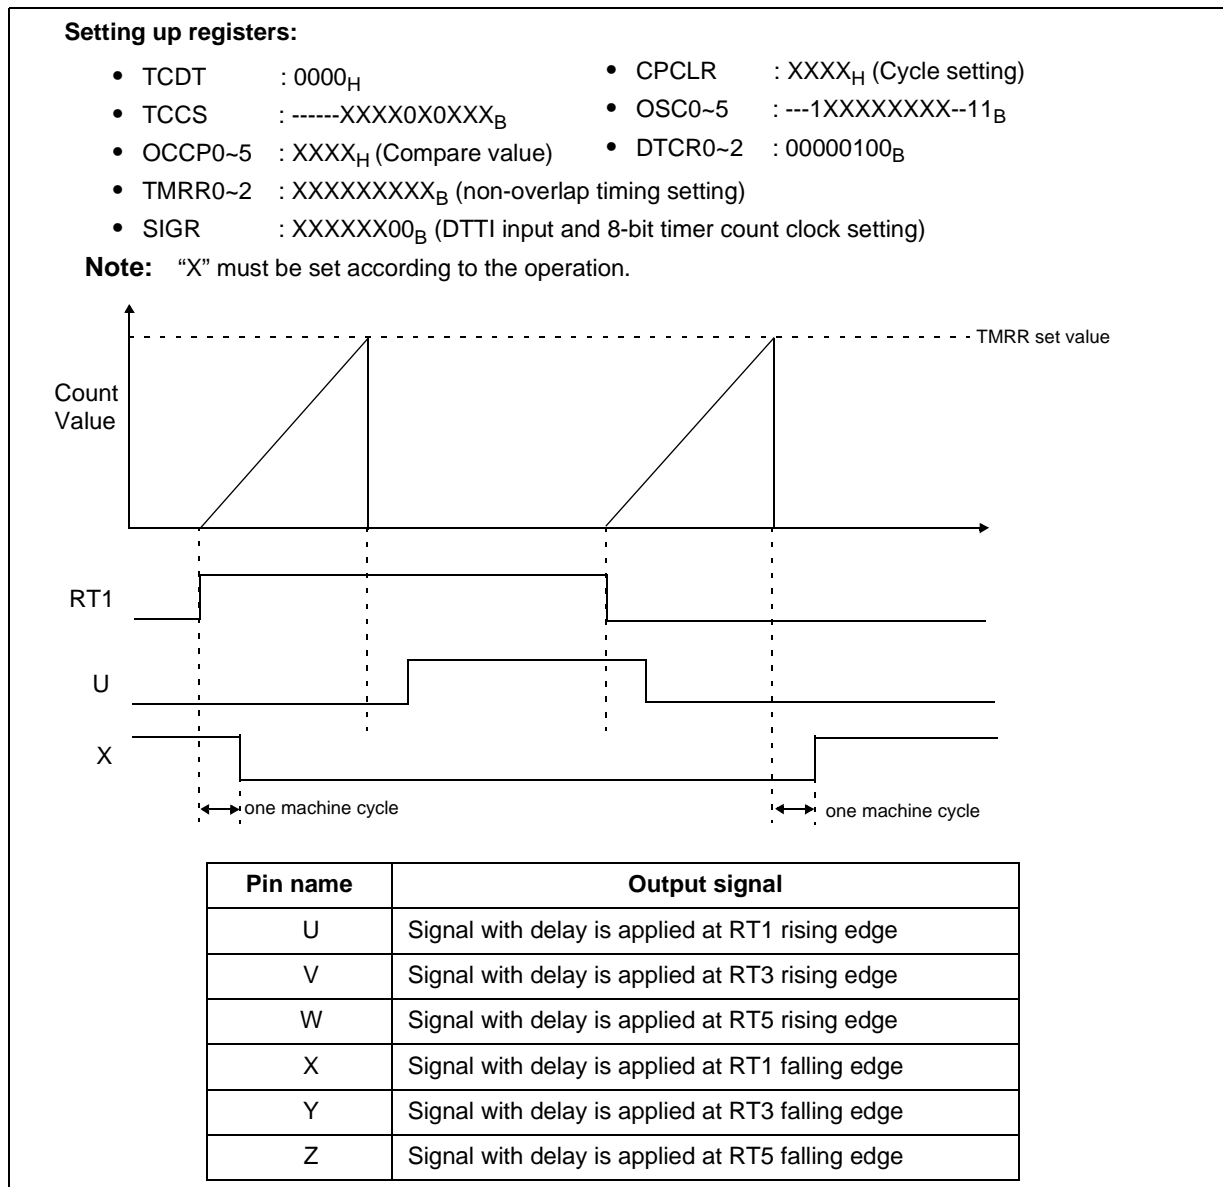 Setting up registers:
• TCDT : 0000H
• CPCLR : XXXXH (Cycle setting)
• TCCS : ------XXXX0X0XXXB
• OSC0~5 : ---1XXXXXXXX--11B
• OCCP0~5 : XXXXH (Compare value)
• DTCR0~2 : 00000100B
• TMRR0~2 : XXXXXXXXXB (non-overlap timing setting)
• SIGR : XXXXXX00B (DTTI input and 8-bit timer count clock setting)
Note: “X” must be set according to the operation.
TMRR set value
Count
Value
RT1
U
X
one machine cycle
one machine cycle
Pin name Output signal
U Signal with delay is applied at RT1 rising edge
V Signal with delay is applied at RT3 rising edge
W Signal with delay is applied at RT5 rising edge
X Signal with delay is applied at RT1 falling edge
Y Signal with delay is applied at RT3 falling edge
Z Signal with delay is applied at RT5 falling edge